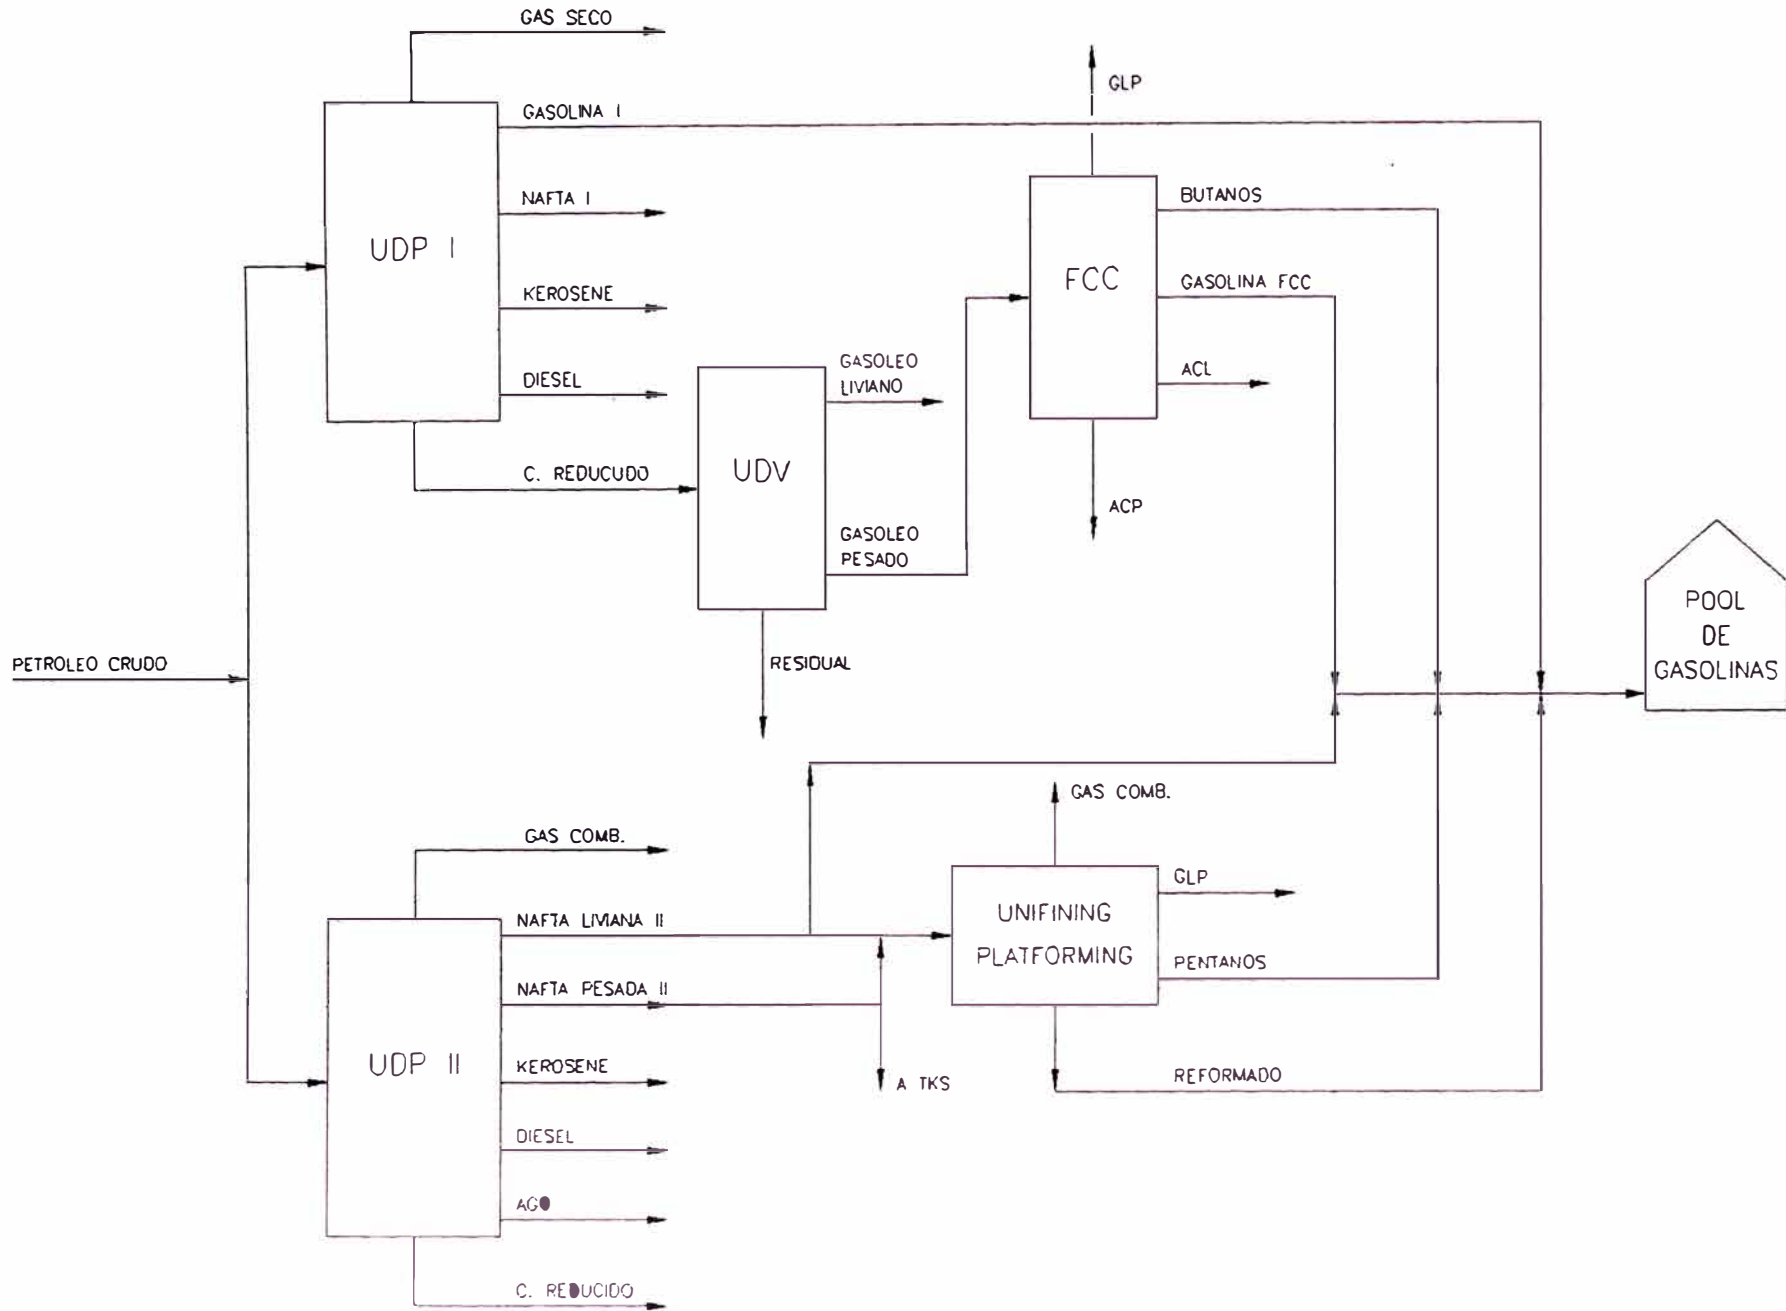 GAS SECO
GLP
GASOLINA I
NAFTA I
BUTANOS
UDP I
FCC
GASOLINA FCC
KEROSENE
GASOLEO
LIVIANO
ACL
DIESEL
C. REDUCUDO
UDV
ACP
GASOLEO
PESADO
POOL
DE
GASOLINAS
PETROLEO CRUDO
RESIDUAL
GAS COMB.
GAS COMB.
GLP
NAFTA LIVIANA II
UNIFINING
PLATFORMING
PENTANOS
NAFTA PESADA II
UDP II
KEROSENE
A TKS
REFORMADO
DIESEL
AGO
C. REDUCIDO